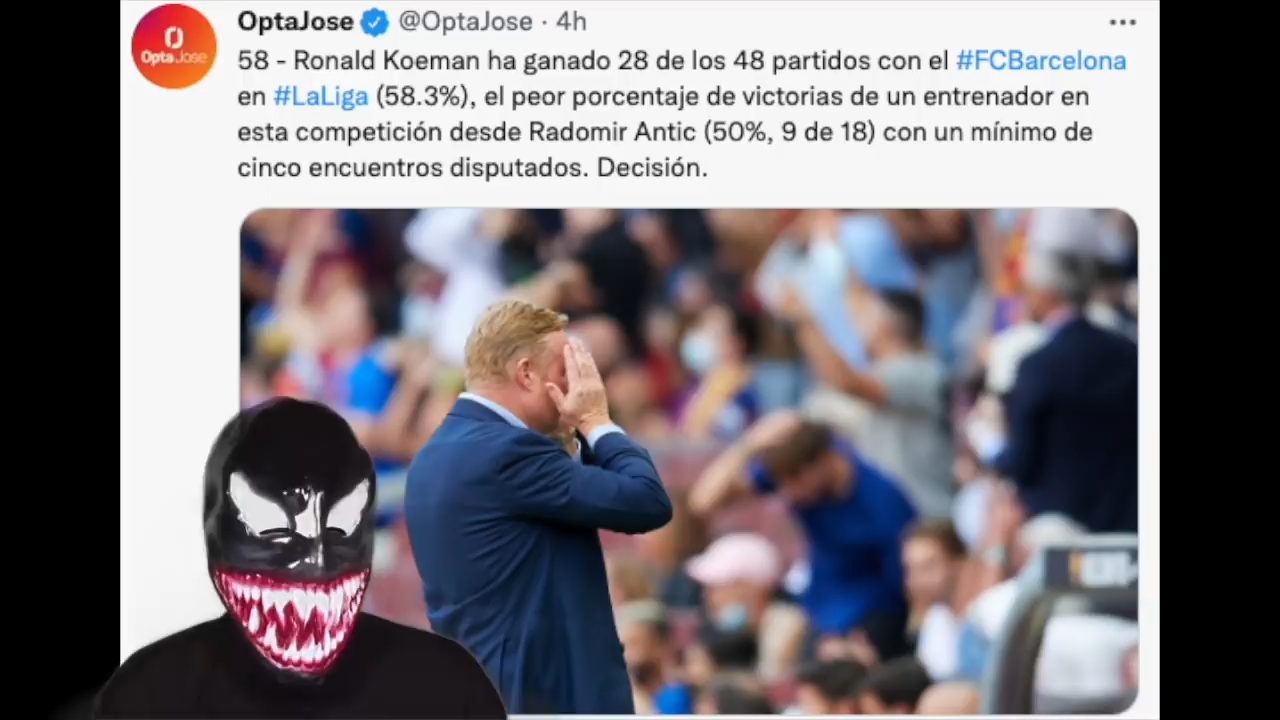 OptaJose @OptaJose · 4h
Opta Jose
58 - Ronald Koeman ha ganado 28 de los 48 partidos con el #FCBarcelona
en #LaLiga (58.3%), el peor porcentaje de victorias de un entrenador en
esta competición desde Radomir Antic (50%, 9 de 18) con un mínimo de
cinco encuentros disputados. Decisión.